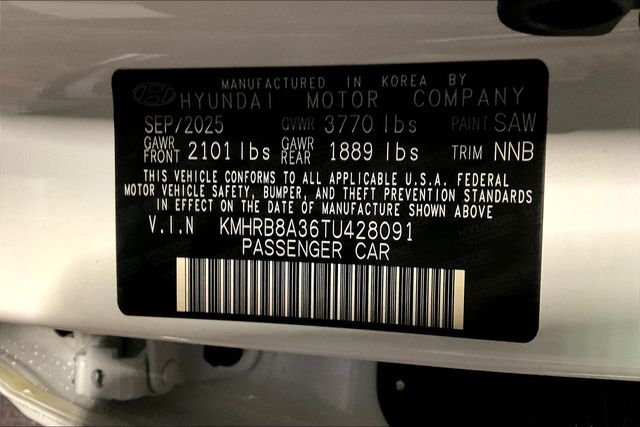 MANUFACTURED IN KOREA BY
HYUNDAI MOTOR COMPANY
SEP/2025 GVWR 3770 lbs PAINT SAW
GAWR FRONT 2101 lbs GAWR REAR 1889 lbs TRIM NNB
THIS VEHICLE CONFORMS TO ALL APPLICABLE U.S.A. FEDERAL
MOTOR VEHICLE SAFETY, BUMPER, AND THEFT PREVENTION STANDARDS
IN EFFECT ON THE DATE OF MANUFACTURE SHOWN ABOVE
V.I.N KMHRB8A36TU428091
PASSENGER CAR